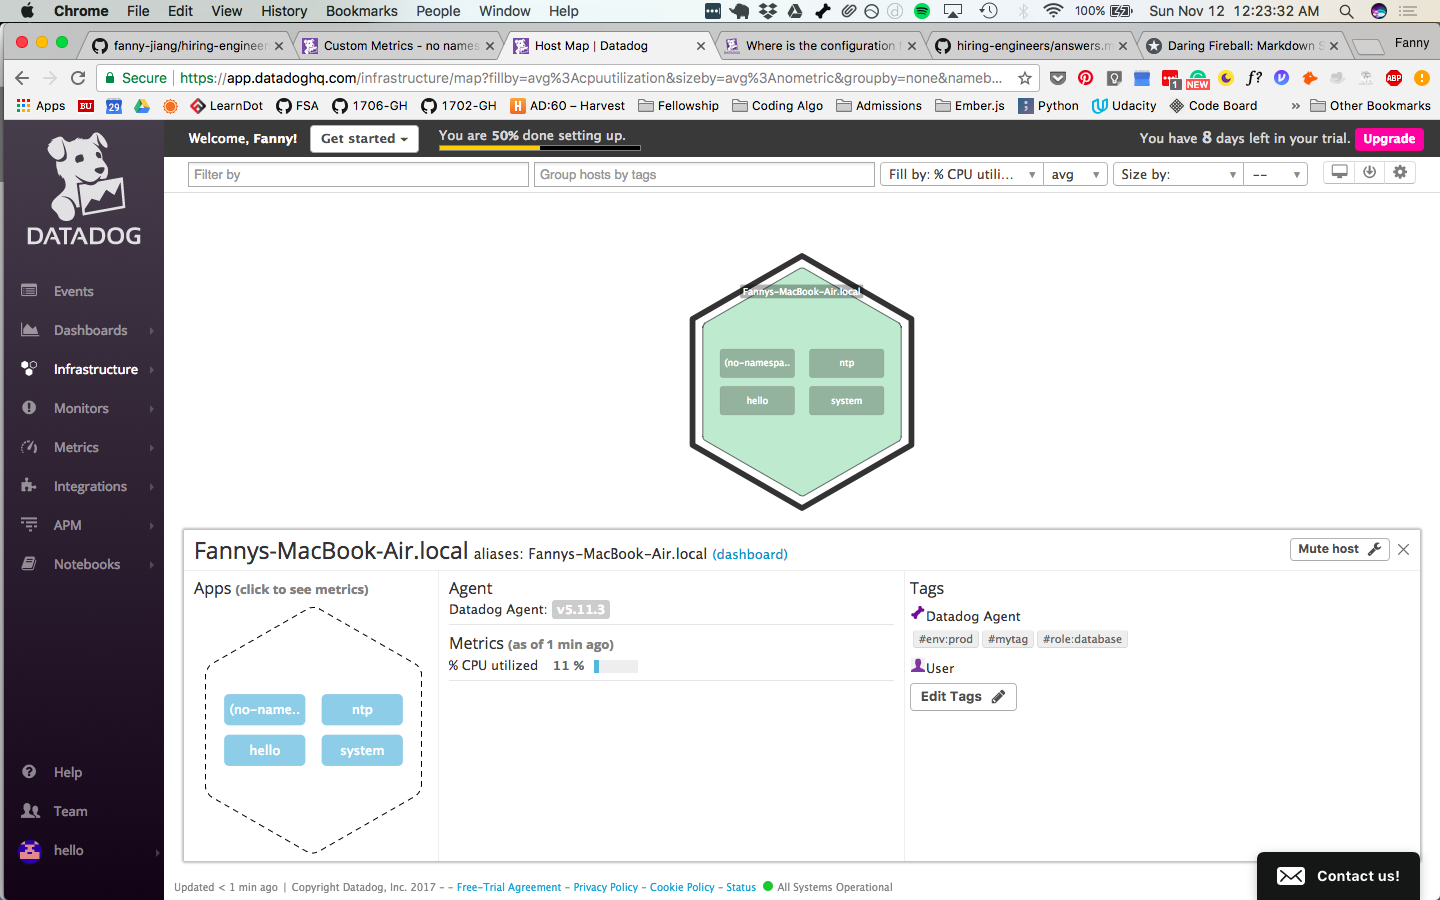 Chrome File Edit View History Bookmarks People Window Help 100% Sun Nov 12 12:23:32 AM
fanny-jiang/hiring-engineer
Custom Metrics - no names
Host Map | Datadog
Where is the configuration f
hiring-engineers/answers.m
Daring Fireball: Markdown S
Fanny
Secure https://app.datadoghq.com/infrastructure/map?fillby=avg%3Acpuutilization&sizeby=avg%3Anometric&groupby=none&nameb...
Apps BU 29 LearnDot FSA 1706-GH 1702-GH AD:60 – Harvest Fellowship Coding Algo Admissions Ember.js Python Udacity Code Board » Other Bookmarks
DATADOG
Events
Dashboards
Infrastructure
Monitors
Metrics
Integrations
APM
Notebooks
Help
Team
hello
Welcome, Fanny! Get started You are 50% done setting up. You have 8 days left in your trial. Upgrade
Filter by Group hosts by tags Fill by: % CPU utili... avg Size by: --
Fannys-MacBook-Air.local
(no-namespa.. ntp
hello system
Fannys-MacBook-Air.local aliases: Fannys-MacBook-Air.local (dashboard) Mute host
Apps (click to see metrics)
(no-name.. ntp
hello system
Agent
Datadog Agent: v5.11.3
Metrics (as of 1 min ago)
% CPU utilized 11 %
Tags
Datadog Agent
#env:prod #mytag #role:database
User
Edit Tags
Updated < 1 min ago | Copyright Datadog, Inc. 2017 - - Free-Trial Agreement - Privacy Policy - Cookie Policy - Status All Systems Operational
Contact us!